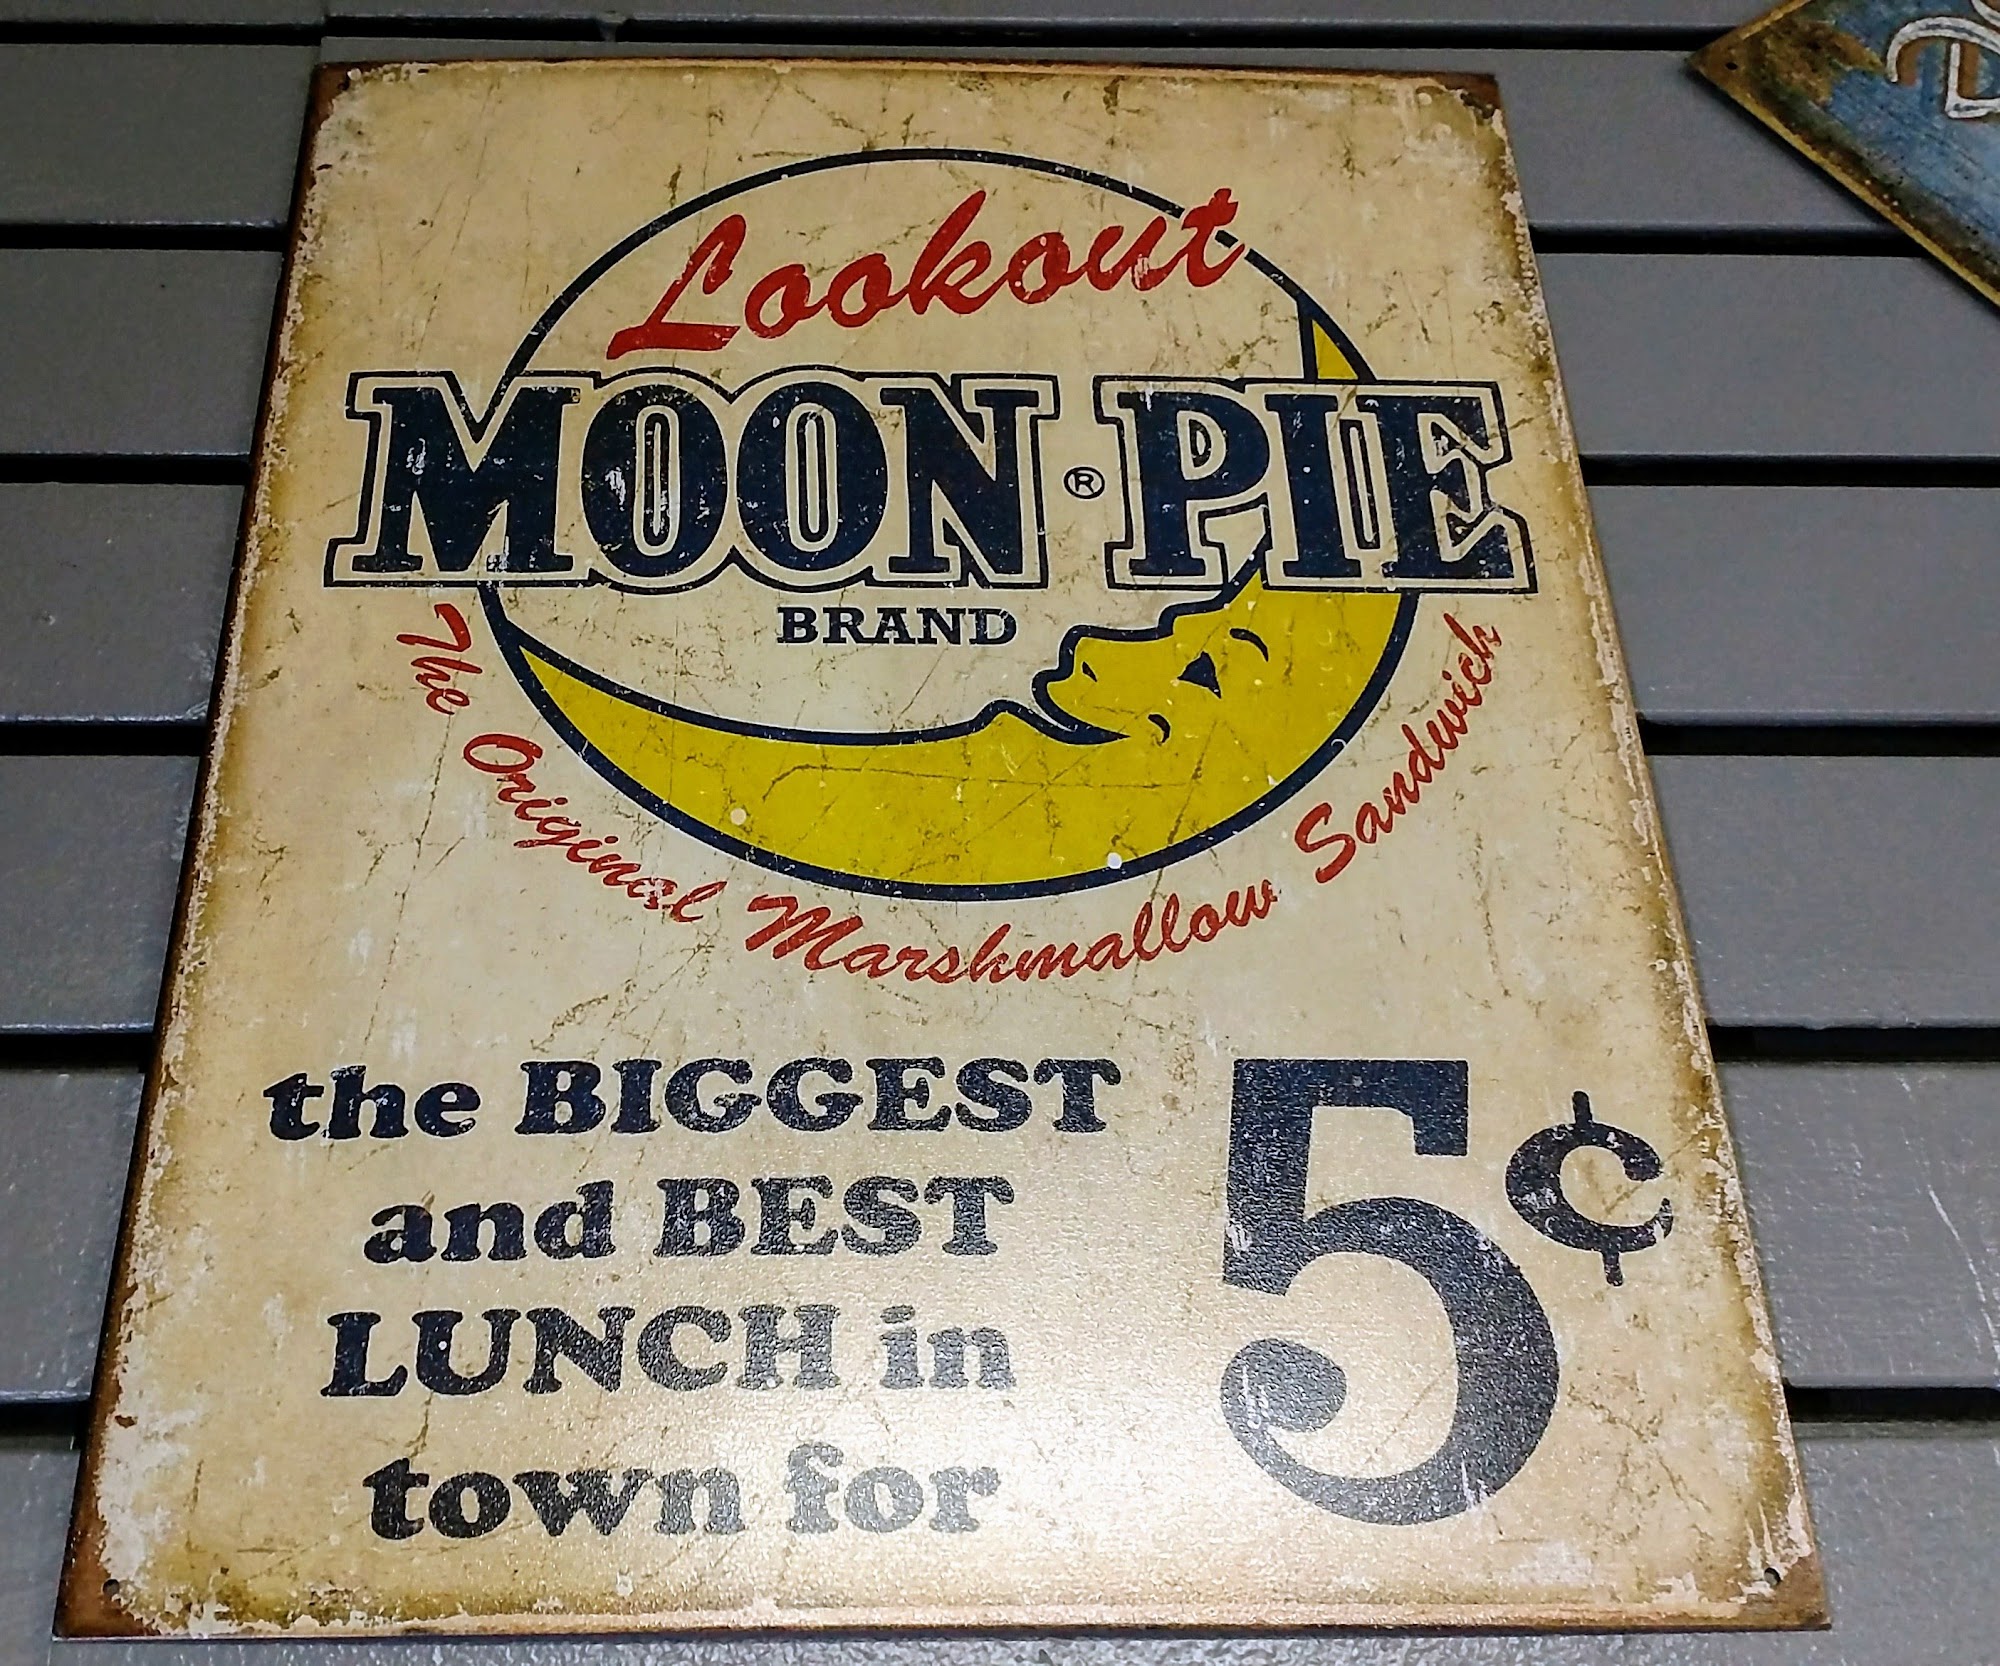 Lookout
MOON PIE ®
BRAND
The Original Marshmallow Sandwich
the BIGGEST
and BEST
LUNCH in
town for
5¢